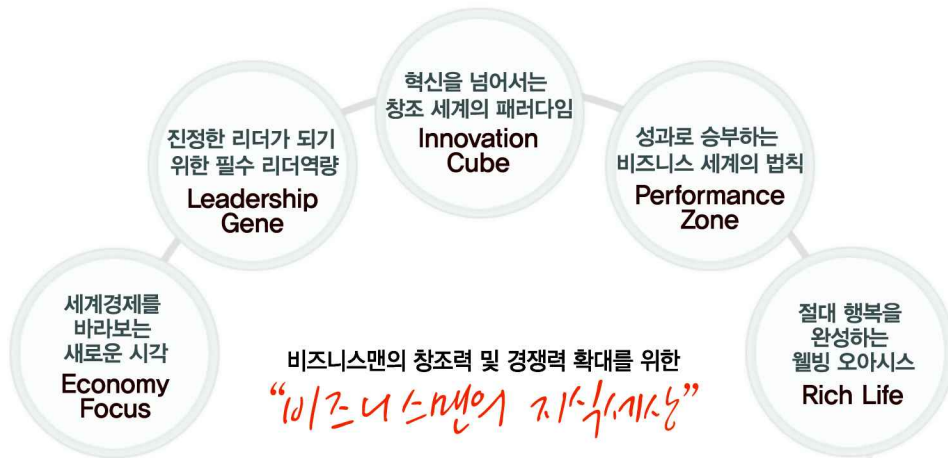 세계경제를
바라보는
새로운 시각
Economy
Focus
진정한 리더가 되기
위한 필수 리더역량
Leadership
Gene
혁신을 넘어서는
창조 세계의 패러다임
Innovation
Cube
성과로 승부하는
비즈니스 세계의 법칙
Performance
Zone
절대 행복을
완성하는
웰빙 오아시스
Rich Life
비즈니스맨의 창조력 및 경쟁력 확대를 위한
“비즈니스맨의 지식세상”